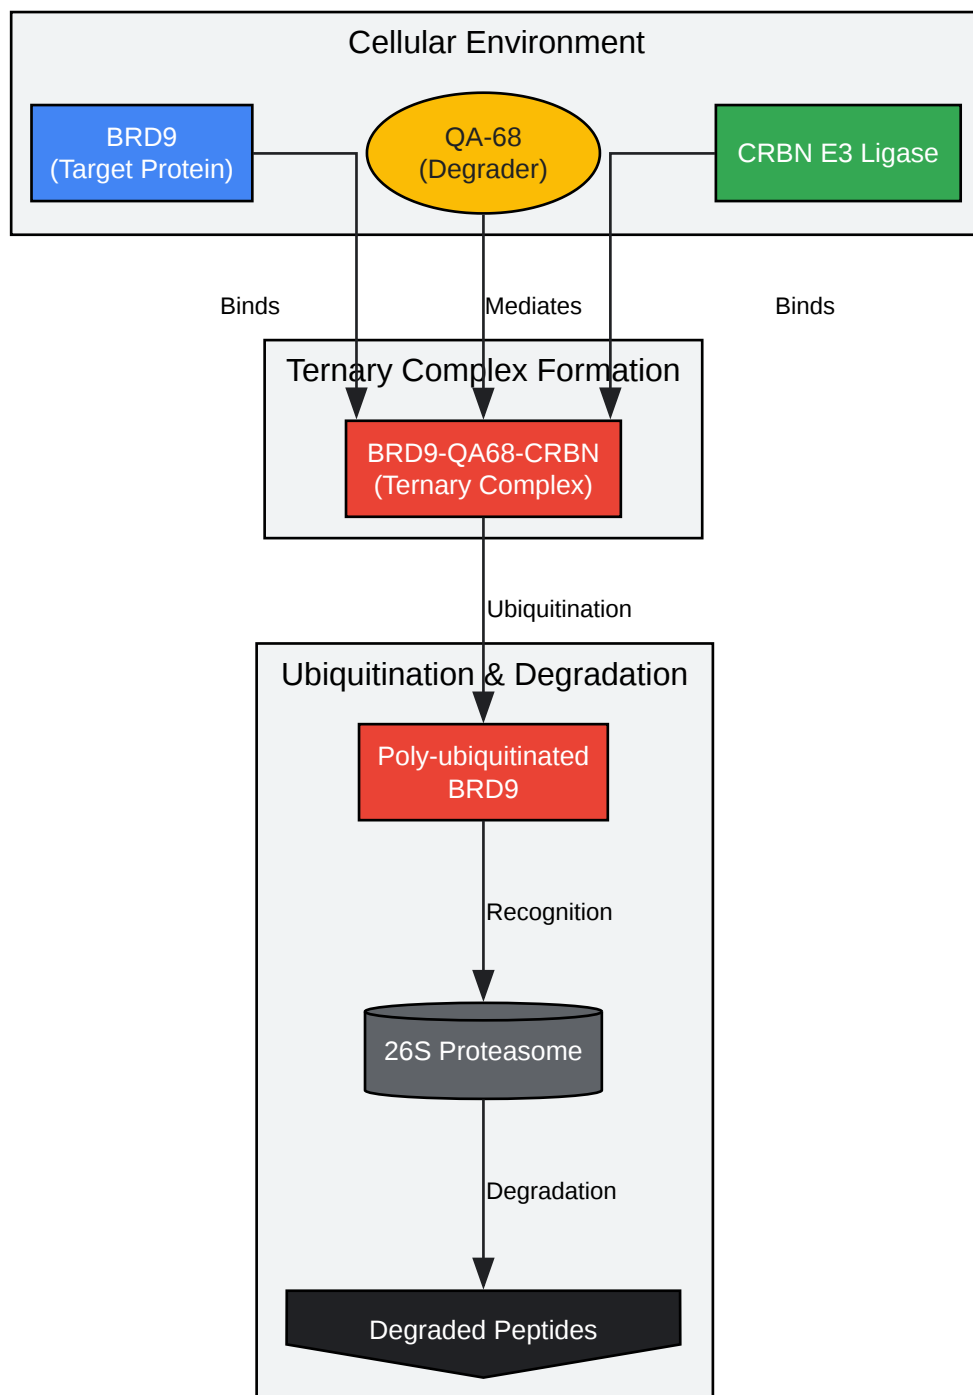 Cellular Environment
BRD9
(Target Protein)
QA-68
(Degrader)
CRBN E3 Ligase
Binds
Mediates
Binds
Ternary Complex Formation
BRD9-QA68-CRBN
(Ternary Complex)
Ubiquitination
Ubiquitination & Degradation
Poly-ubiquitinated
BRD9
Recognition
26S Proteasome
Degradation
Degraded Peptides